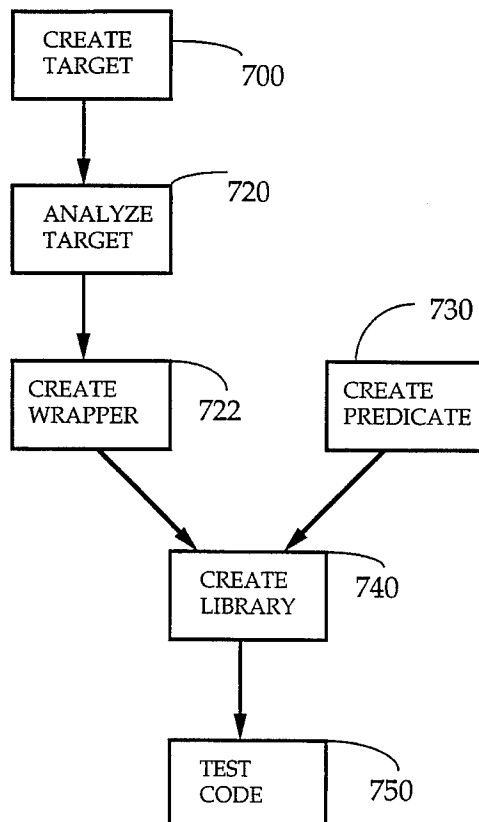 CREATE
TARGET
700
720
ANALYZE
TARGET
730
CREATE
WRAPPER
722
CREATE
PREDICATE
CREATE
LIBRARY
740
TEST
CODE
750